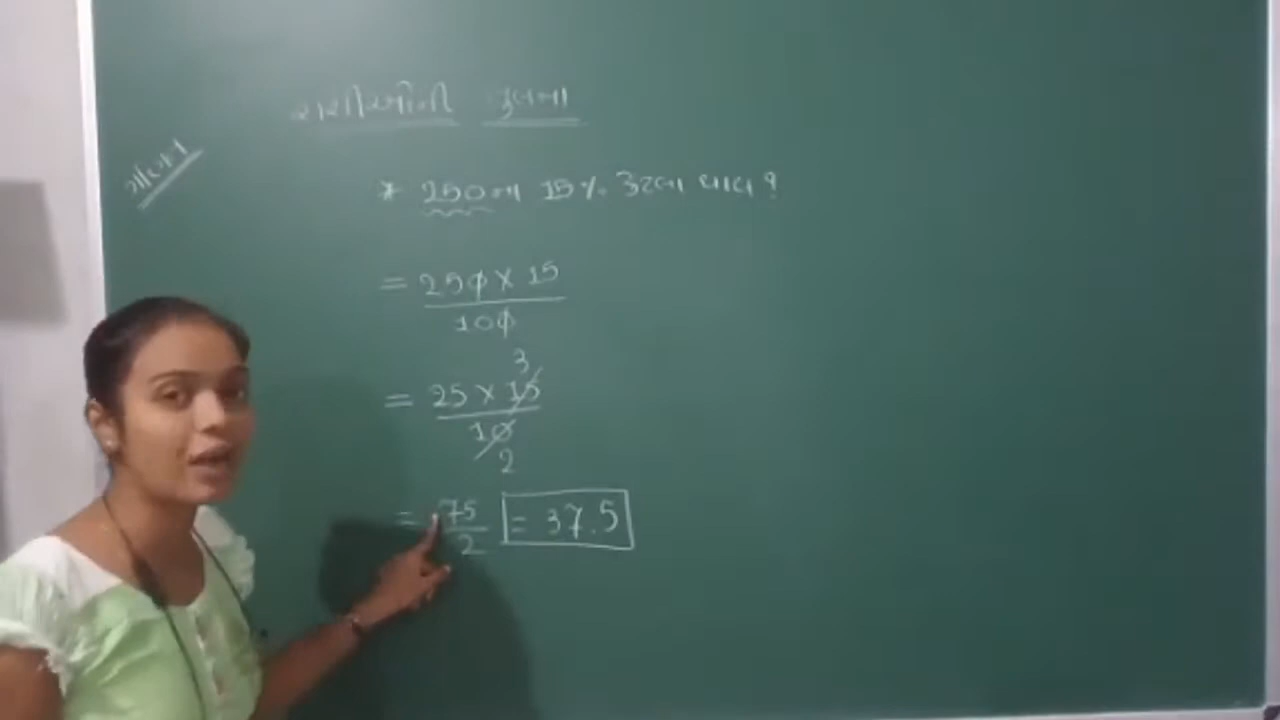 રાશીઓની તુલના
ગણિત
* 250ના 15% કેટલા થાય ?
= 250 × 15
100
3
= 25 × 15
10
2
= 75 = 37.5
2